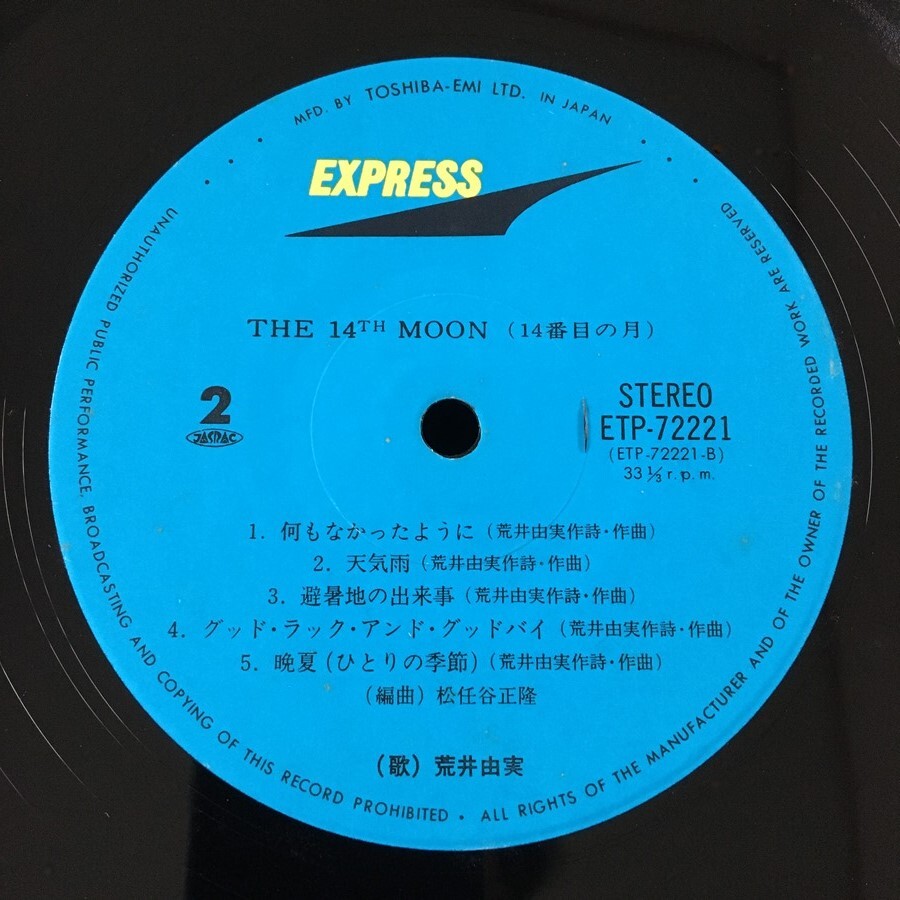 MFD. BY TOSHIBA-EMI LTD. IN JAPAN
EXPRESS
THE 14TH MOON (14番目の月)
2
JASRAC
STEREO
ETP-72221
(ETP-72221-B)
33 1/3 r.p.m.
1. 何もなかったように (荒井由実作詩・作曲)
2. 天気雨 (荒井由実作詩・作曲)
3. 避暑地の出来事 (荒井由実作詩・作曲)
4. グッド・ラック・アンド・グッドバイ (荒井由実作詩・作曲)
5. 晩夏 (ひとりの季節) (荒井由実作詩・作曲)
(編曲) 松任谷正隆
(歌) 荒井由実
UNAUTHORIZED PUBLIC PERFORMANCE, BROADCASTING AND COPYING OF THIS RECORD PROHIBITED • ALL RIGHTS OF THE MANUFACTURER AND OF THE OWNER OF THE RECORDED WORK ARE RESERVED